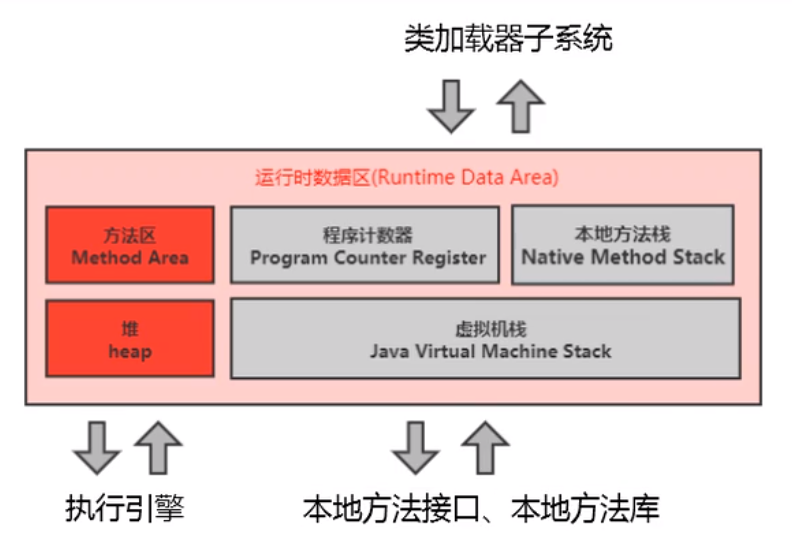 类加载器子系统
运行时数据区(Runtime Data Area)
方法区
Method Area
程序计数器
Program Counter Register
本地方法栈
Native Method Stack
堆
heap
虚拟机栈
Java Virtual Machine Stack
执行引擎
本地方法接口、本地方法库